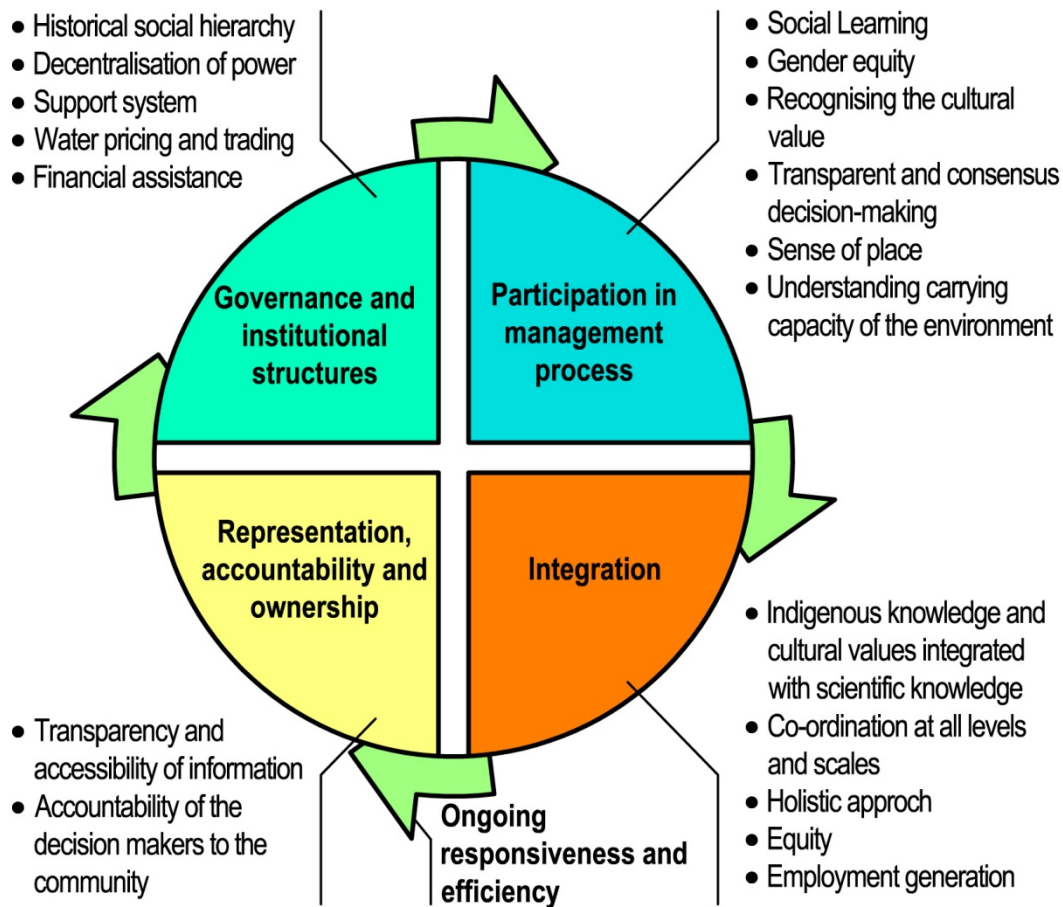 • Historical social hierarchy
• Decentralisation of power
• Support system
• Water pricing and trading
• Financial assistance
• Social Learning
• Gender equity
• Recognising the cultural
value
• Transparent and consensus
decision-making
• Sense of place
• Understanding carrying
capacity of the environment
Governance and
institutional
structures
Participation in
management
process
Representation,
accountability and
ownership
Integration
• Transparency and
accessibility of information
• Accountability of the
decision makers to the
community
Ongoing
responsiveness and
efficiency
• Indigenous knowledge and
cultural values integrated
with scientific knowledge
• Co-ordination at all levels
and scales
• Holistic approch
• Equity
• Employment generation